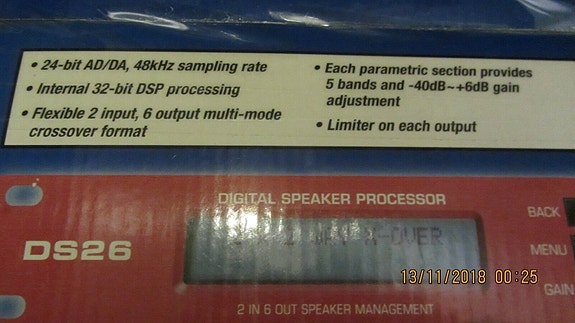 • 24-bit AD/DA, 48kHz sampling rate
• Internal 32-bit DSP processing
• Flexible 2 input, 6 output multi-mode
crossover format
• Each parametric section provides
5 bands and -40dB~+6dB gain
adjustment
• Limiter on each output
DIGITAL SPEAKER PROCESSOR
DS26
WAY X-OVER
BACK
MENU
GAIN
13/11/2018 00:25
2 IN 6 OUT SPEAKER MANAGEMENT